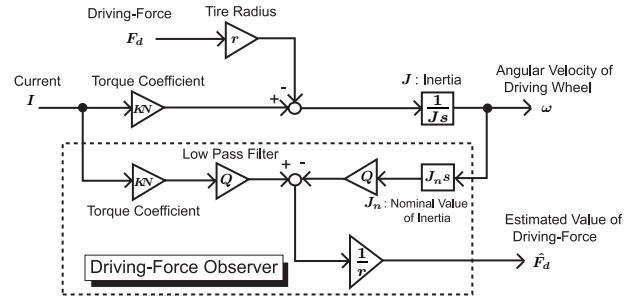 Driving-Force
Tire Radius
F_d
r
-
Current
Torque Coefficient
J : Inertia
Angular Velocity of
Driving Wheel
I
KN
+
1
Js
ω
Low Pass Filter
+
-
KN
Q
Q
J_n s
Torque Coefficient
J_n : Nominal Value
of Inertia
Estimated Value of
Driving-Force
Driving-Force Observer
1
r
F̂_d